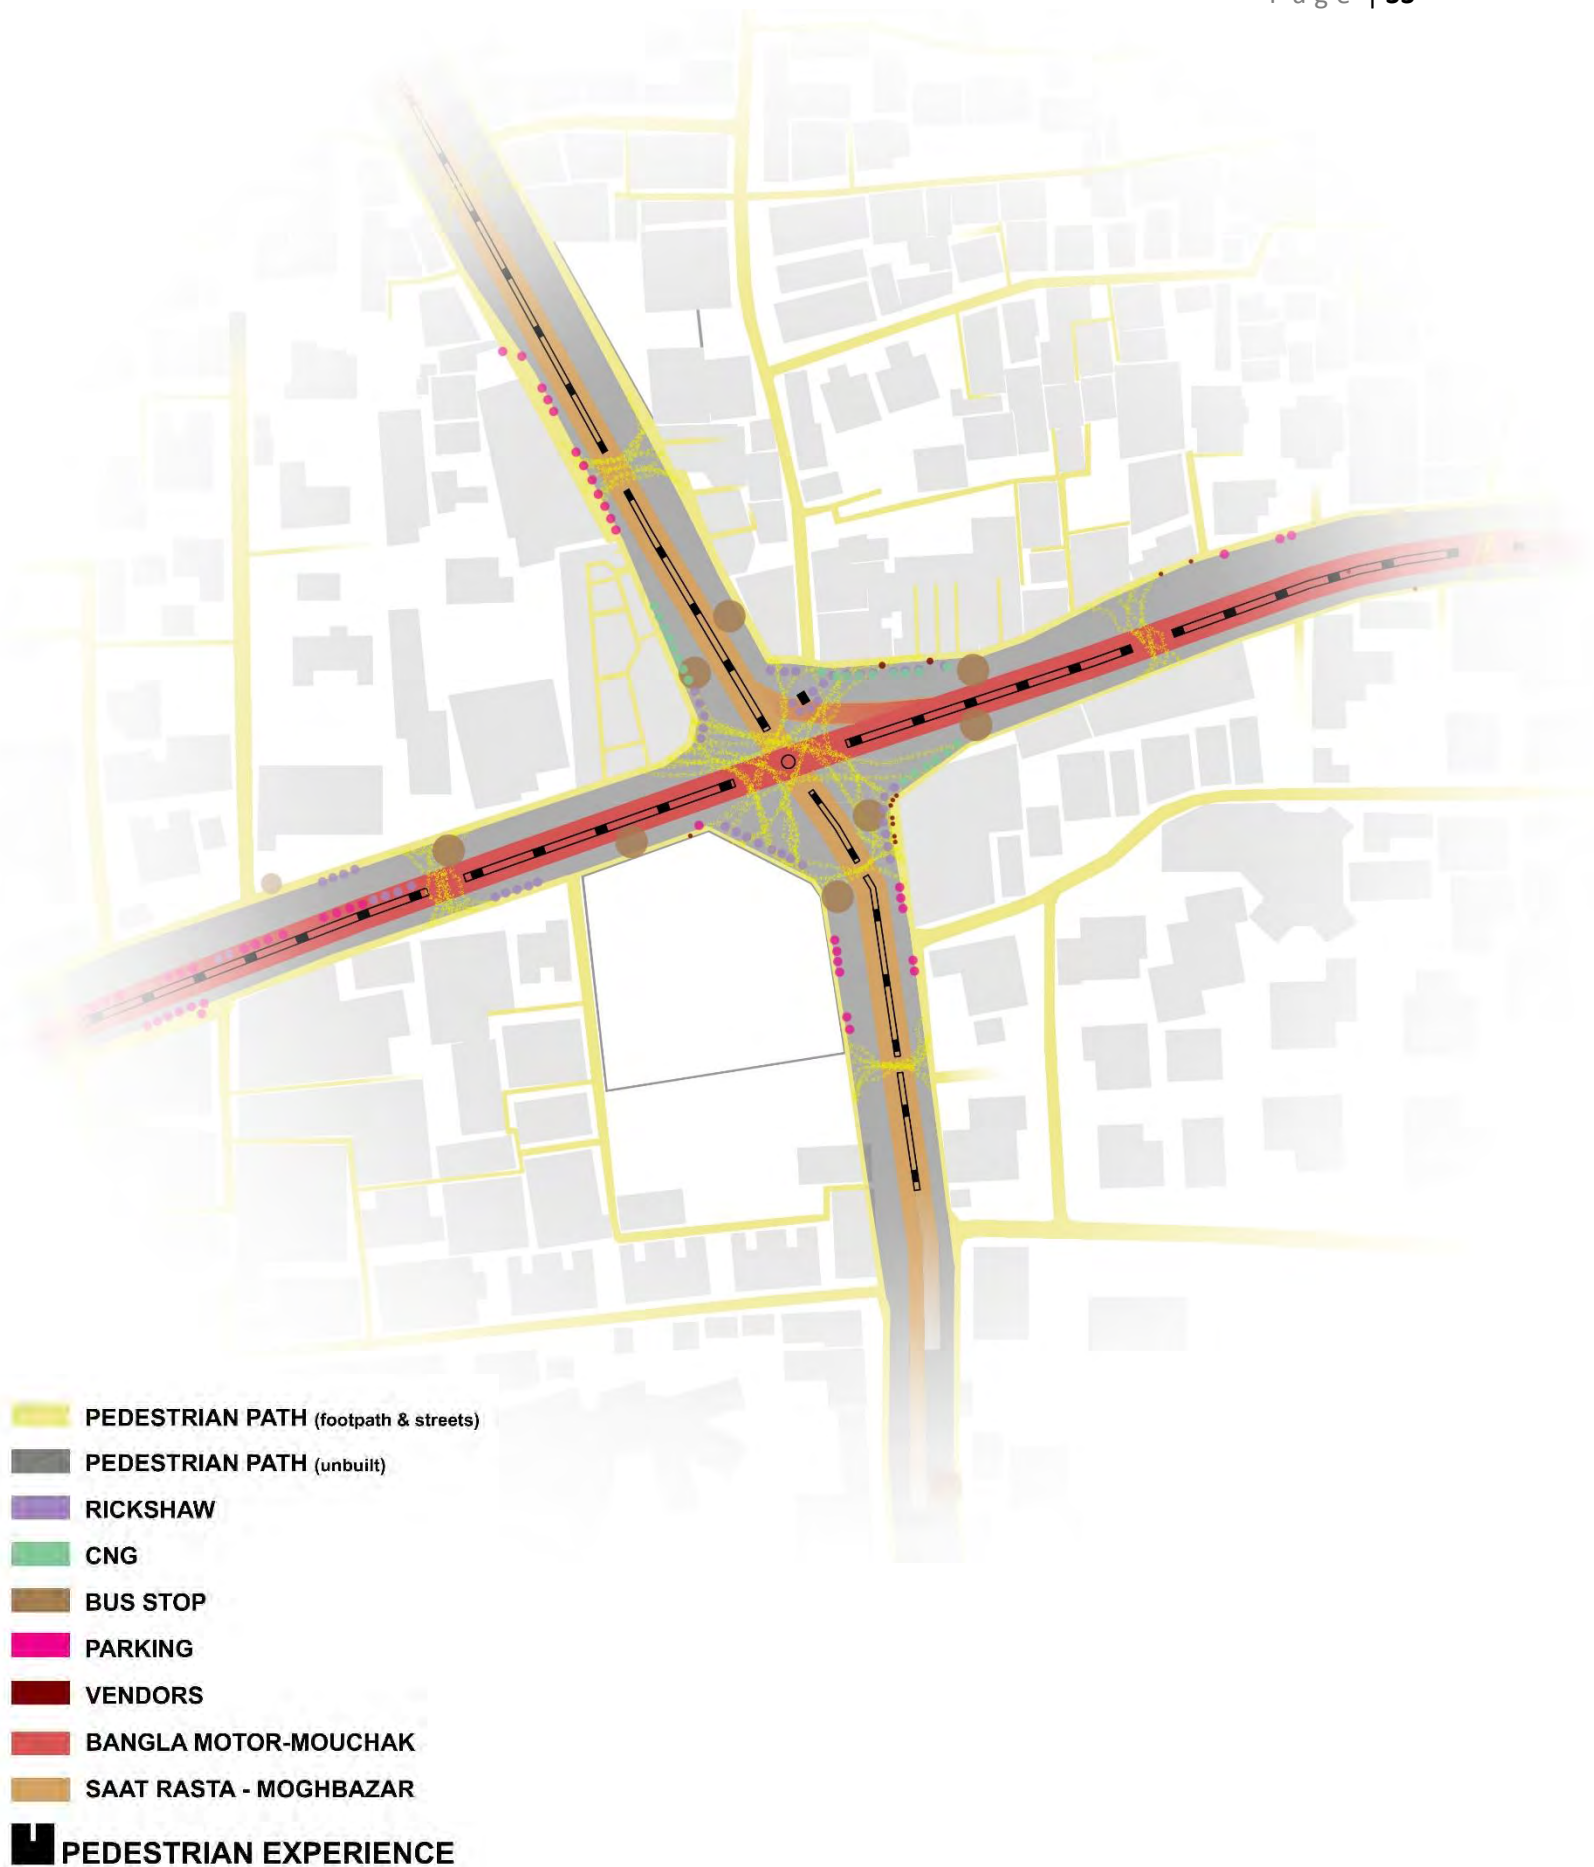 PEDESTRIAN PATH (footpath & streets)
PEDESTRIAN PATH (unbuilt)
RICKSHAW
CNG
BUS STOP
PARKING
VENDORS
BANGLA MOTOR-MOUCHAK
SAAT RASTA - MOGHBAZAR
PEDESTRIAN EXPERIENCE